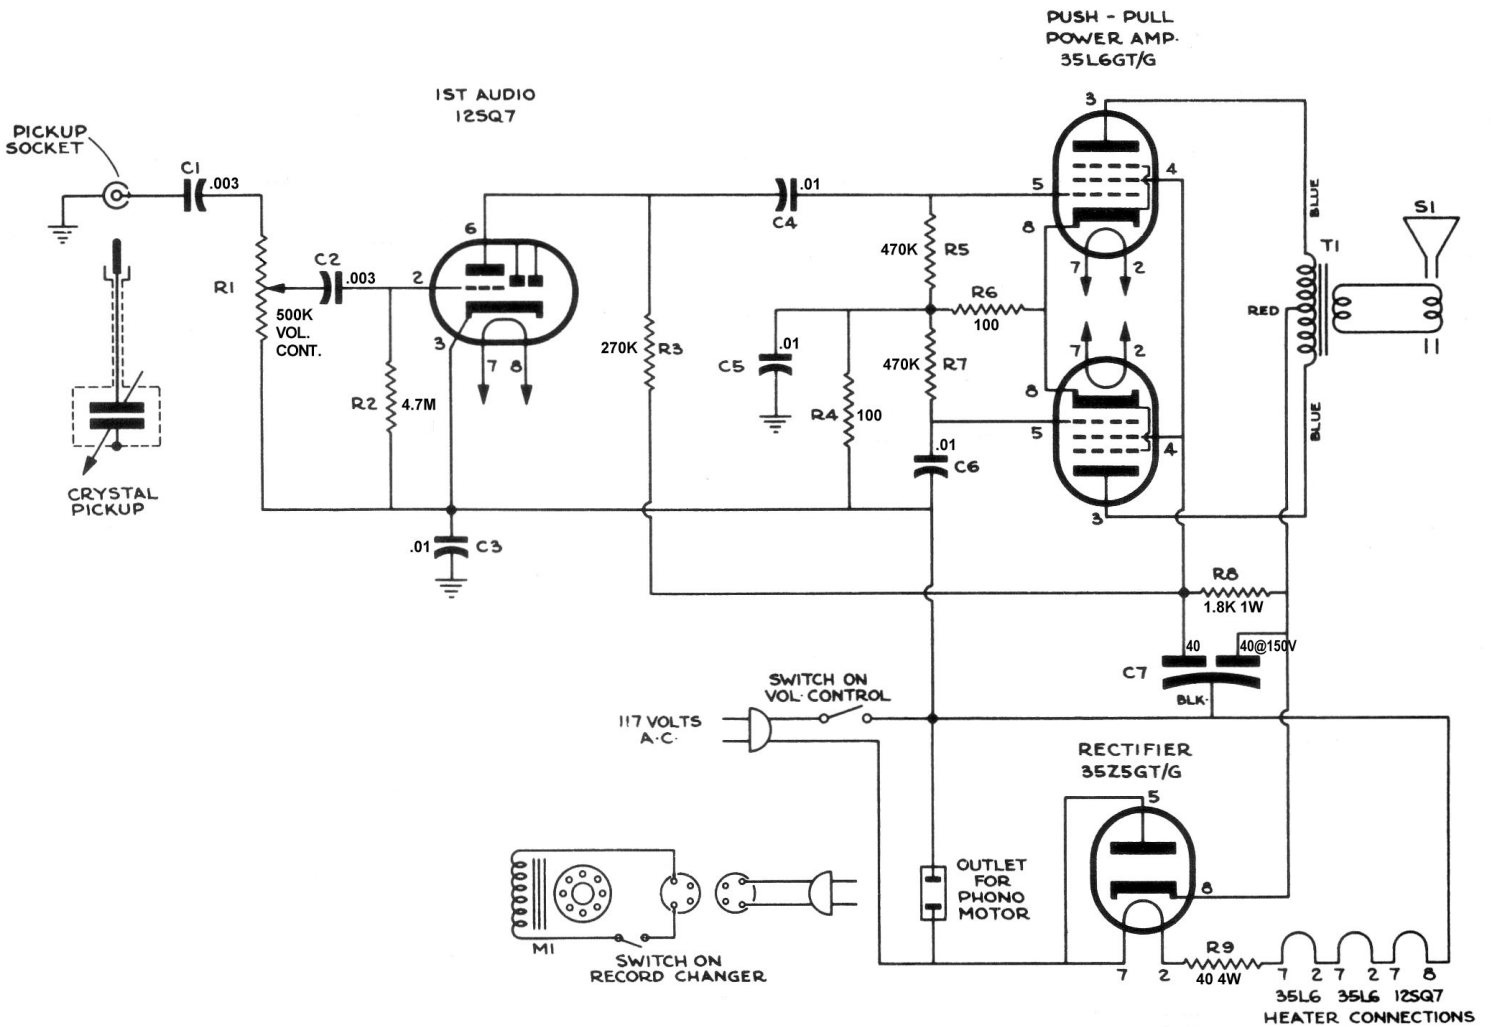 PUSH - PULL
POWER AMP.
35L6GT/G
1ST AUDIO
12SQ7
PICKUP
SOCKET
C1
.003
R1
500K
VOL.
CONT.
C2
.003
2
6
3
7
8
R2
4.7M
C3
.01
270K
R3
C4
.01
470K
R5
R6
100
C5
.01
R4
100
470K
R7
C6
.01
3
5
4
8
7
2
7
2
8
5
4
3
BLUE
RED
BLUE
T1
S1
CRYSTAL
PICKUP
R8
1.8K 1W
C7
40
40@150V
BLK.
SWITCH ON
VOL. CONTROL
117 VOLTS
A.C.
RECTIFIER
35Z5GT/G
5
8
7
2
OUTLET
FOR
PHONO
MOTOR
M1
SWITCH ON
RECORD CHANGER
R9
40 4W
7 2 7 2 7 8
35L6 35L6 12SQ7
HEATER CONNECTIONS